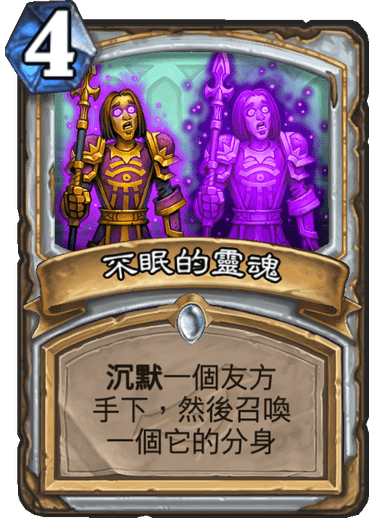 4
不眠的靈魂
沉默一個友方
手下，然後召喚
一個它的分身